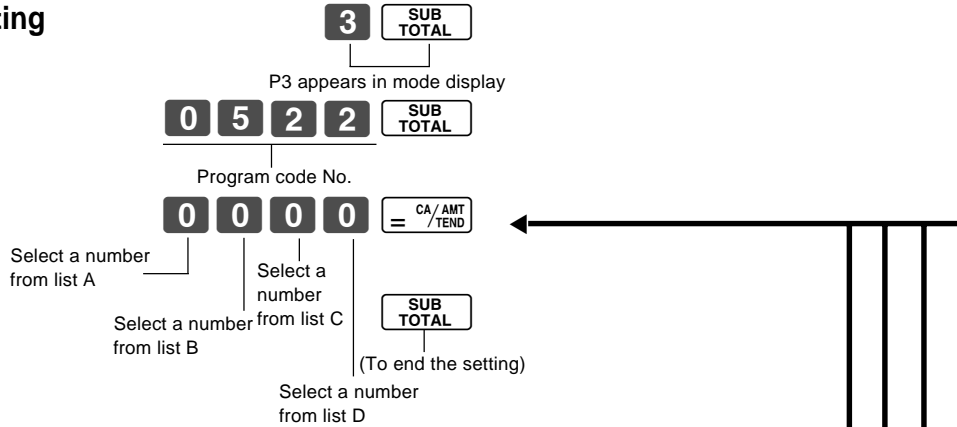 ting
3 SUB TOTAL
P3 appears in mode display
0 5 2 2 SUB TOTAL
Program code No.
0 0 0 0 = CA/AMT/TEND
Select a number
from list A
Select a number
from list B
Select a
number
from list C
SUB
TOTAL
(To end the setting)
Select a number
from list D